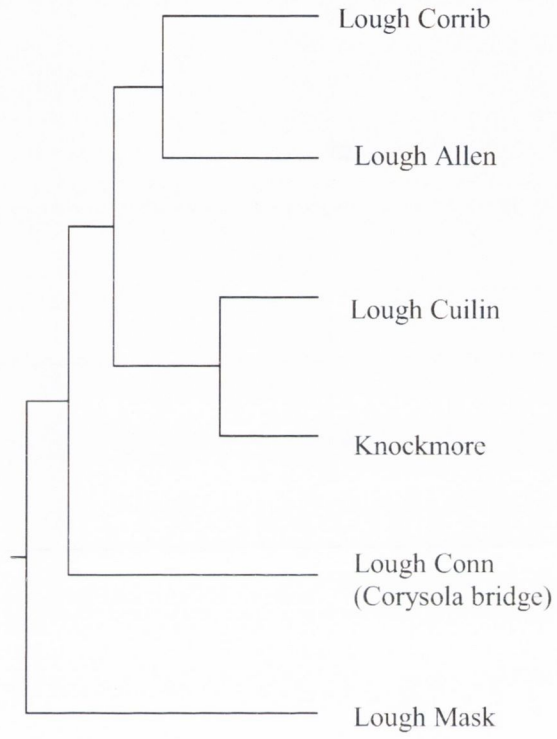 Lough Corrib
Lough Allen
Lough Cuilin
Knockmore
Lough Conn
(Corysola bridge)
Lough Mask